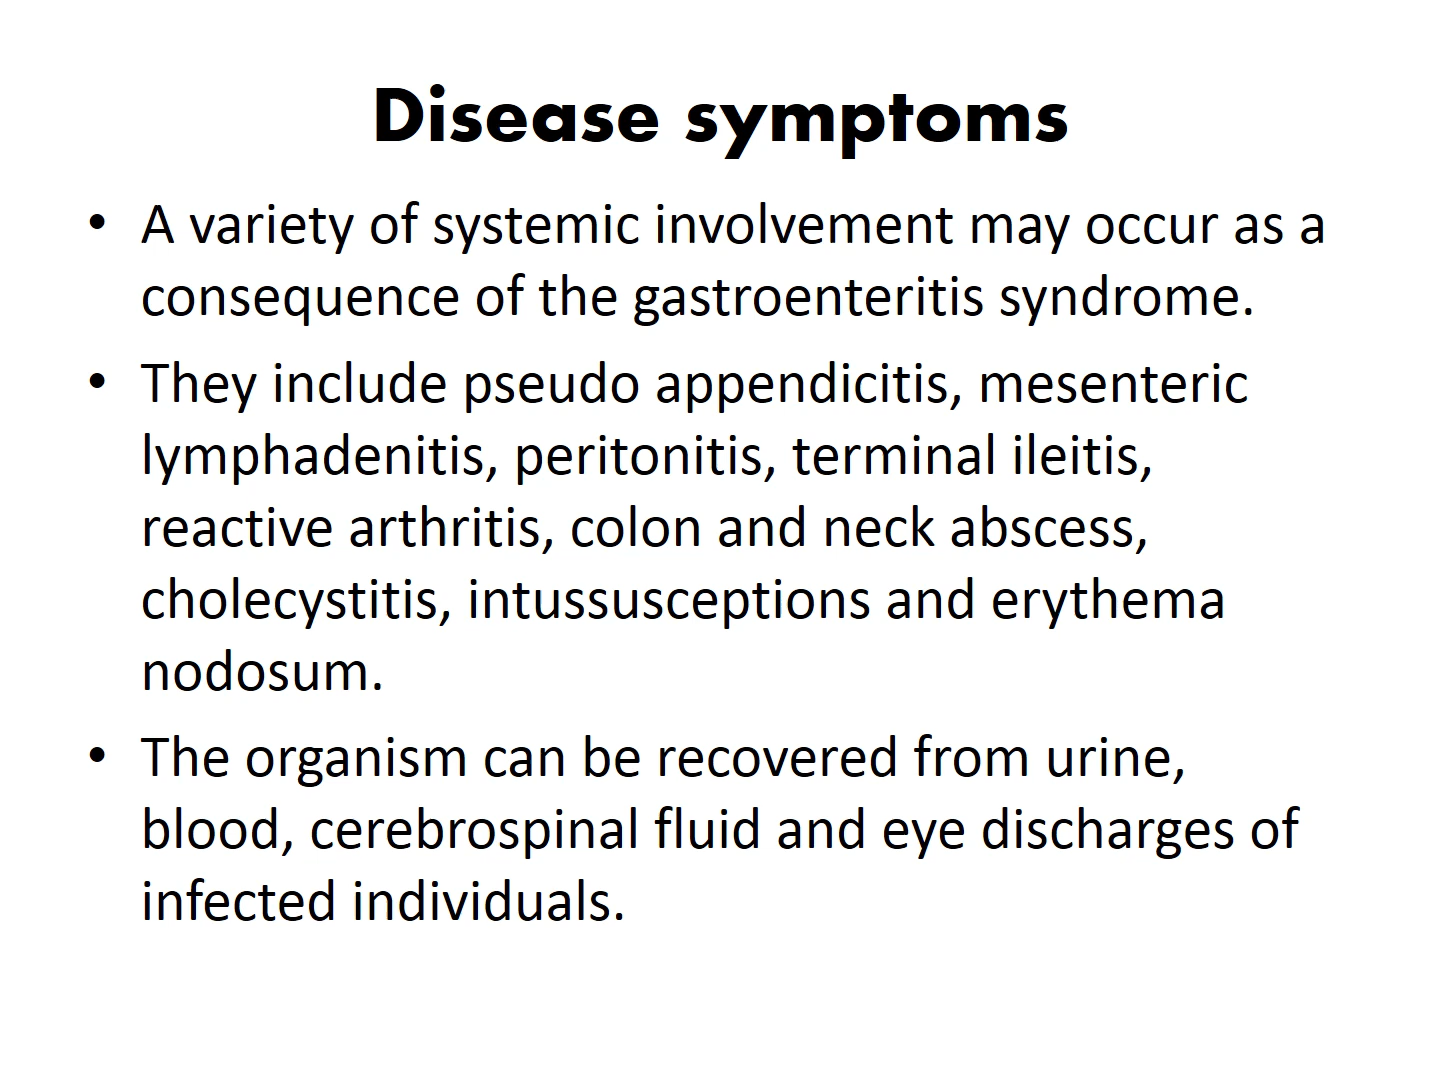 Disease symptoms
• A variety of systemic involvement may occur as a
consequence of the gastroenteritis syndrome.
• They include pseudo appendicitis, mesenteric
lymphadenitis, peritonitis, terminal ileitis,
reactive arthritis, colon and neck abscess,
cholecystitis, intussusceptions and erythema
nodosum.
• The organism can be recovered from urine,
blood, cerebrospinal fluid and eye discharges of
infected individuals.